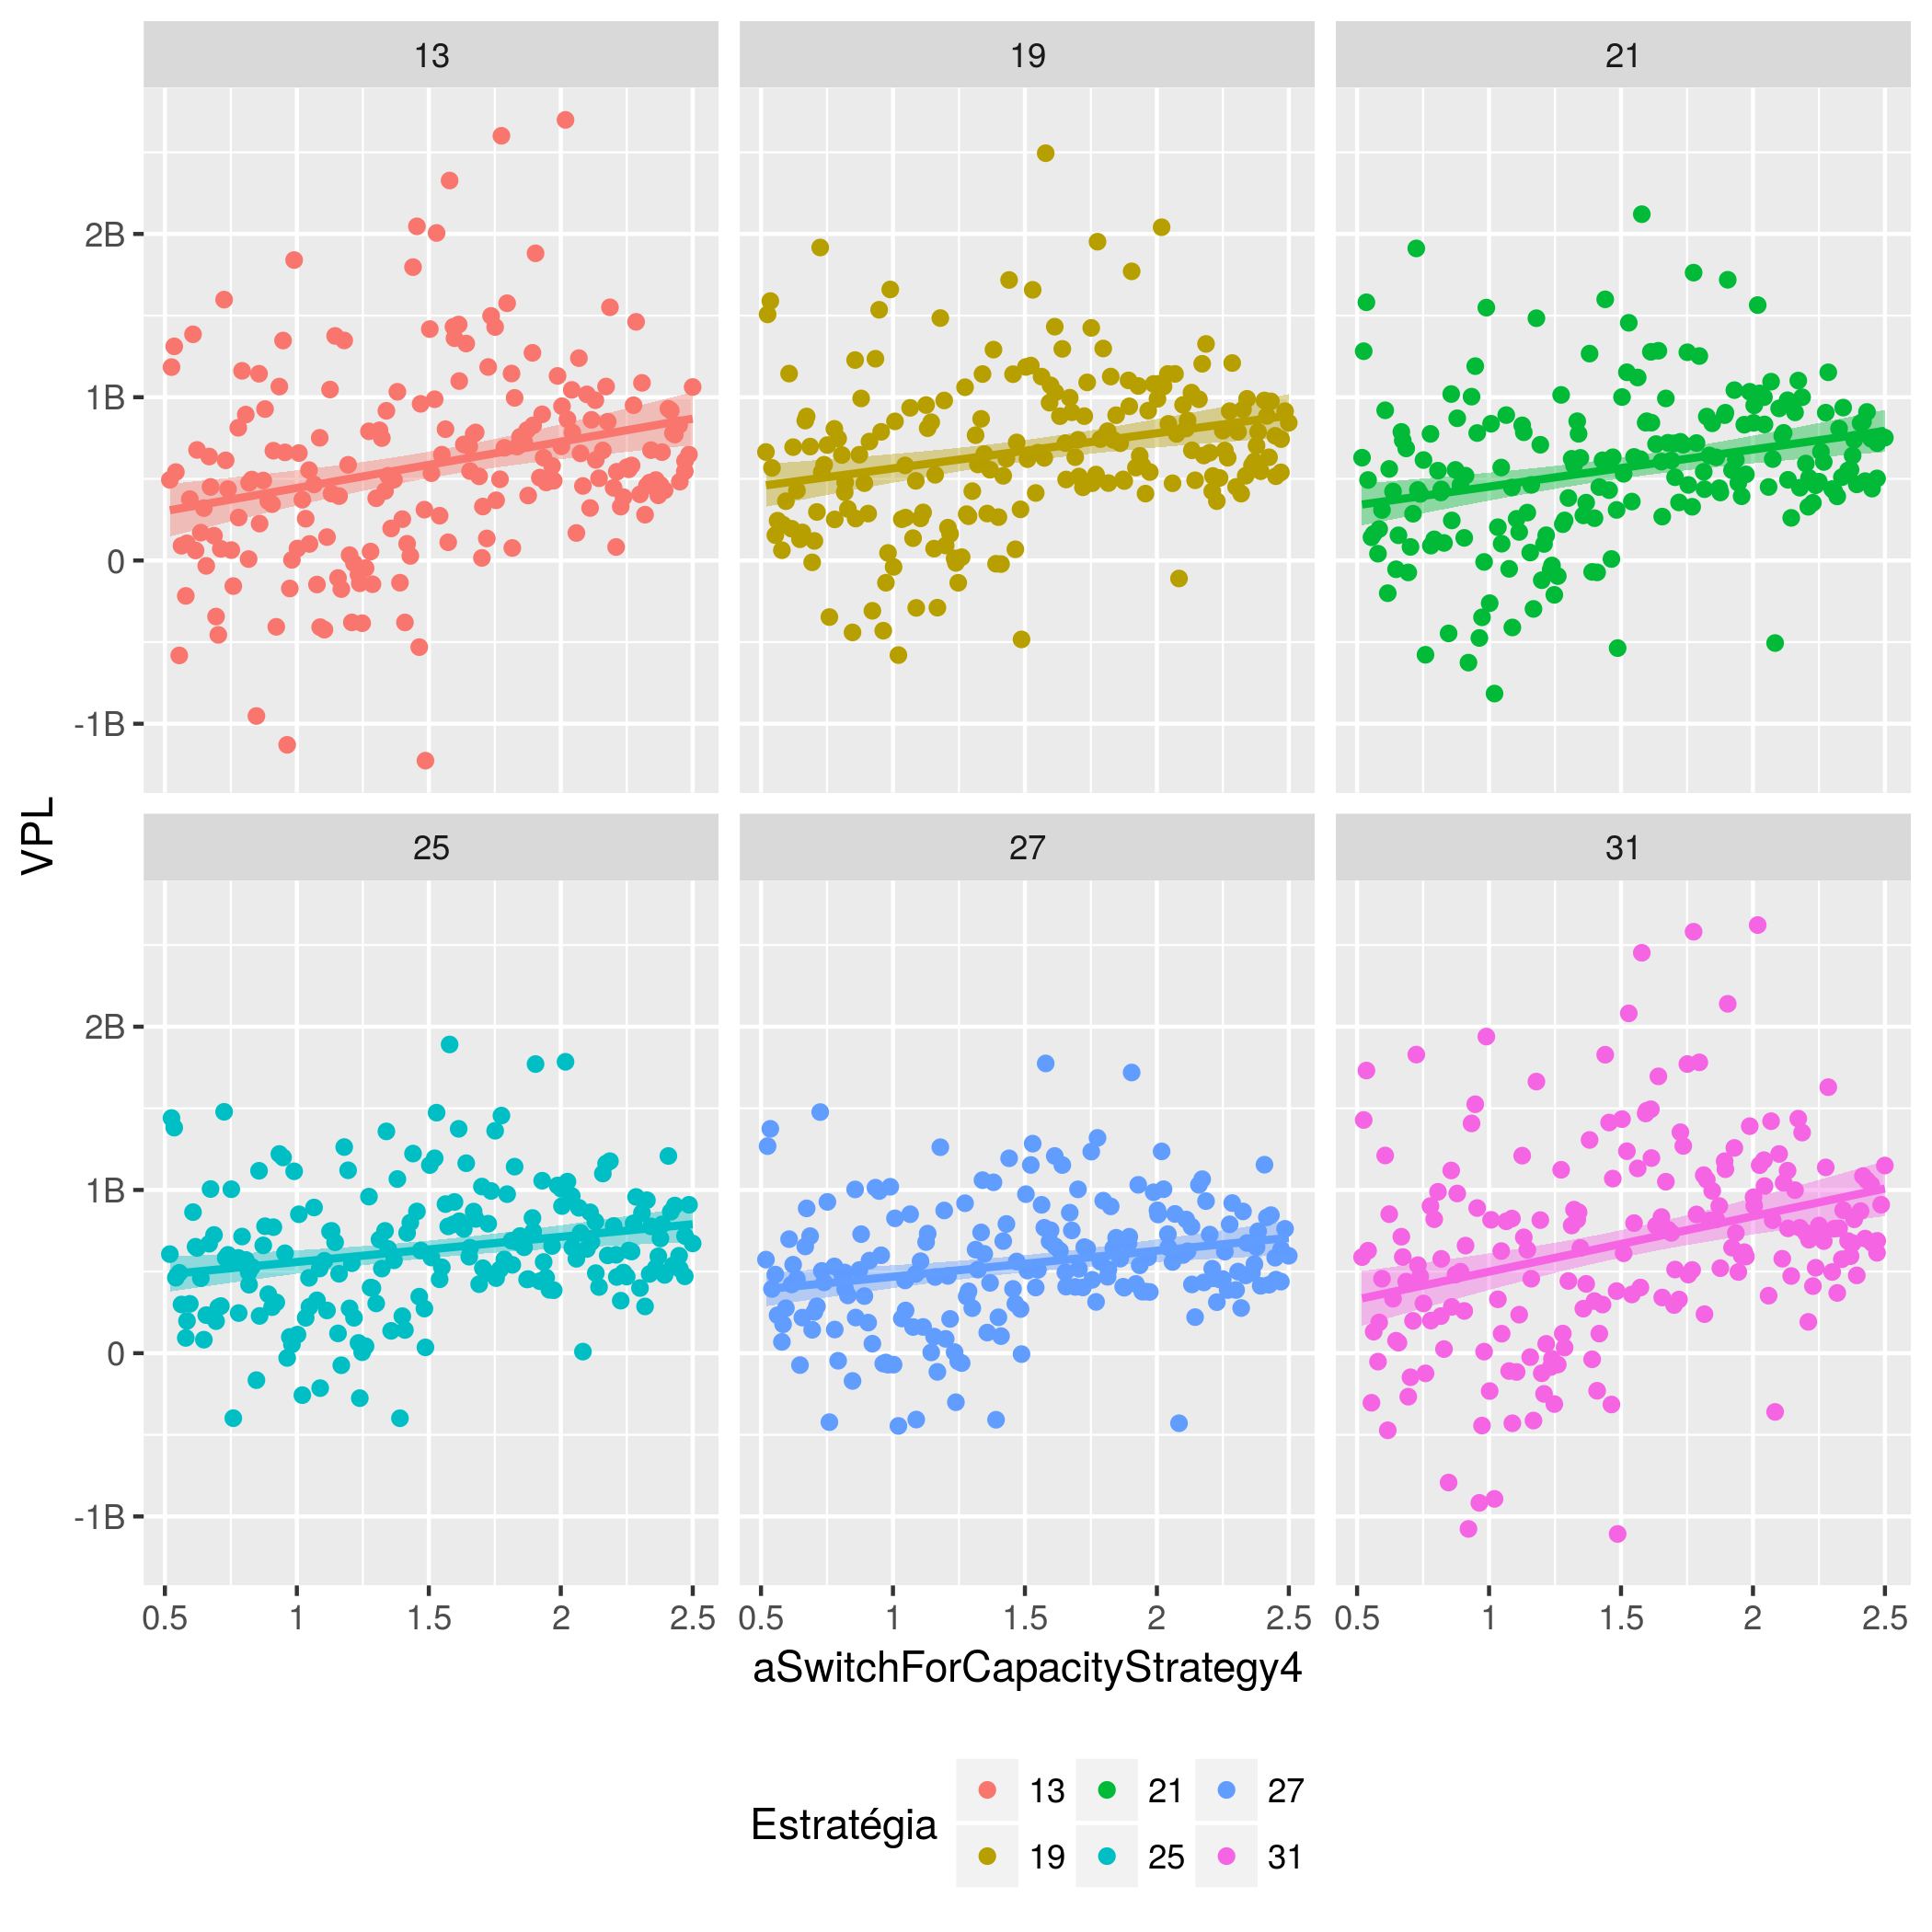 13 19 21
2B
1B
0
-1B
25 27 31
2B
1B
0
-1B
VPL
0.5 1 1.5 2 2.5 0.5 1 1.5 2 2.5 0.5 1 1.5 2 2.5
aSwitchForCapacityStrategy4
Estratégia
13 21 27
19 25 31